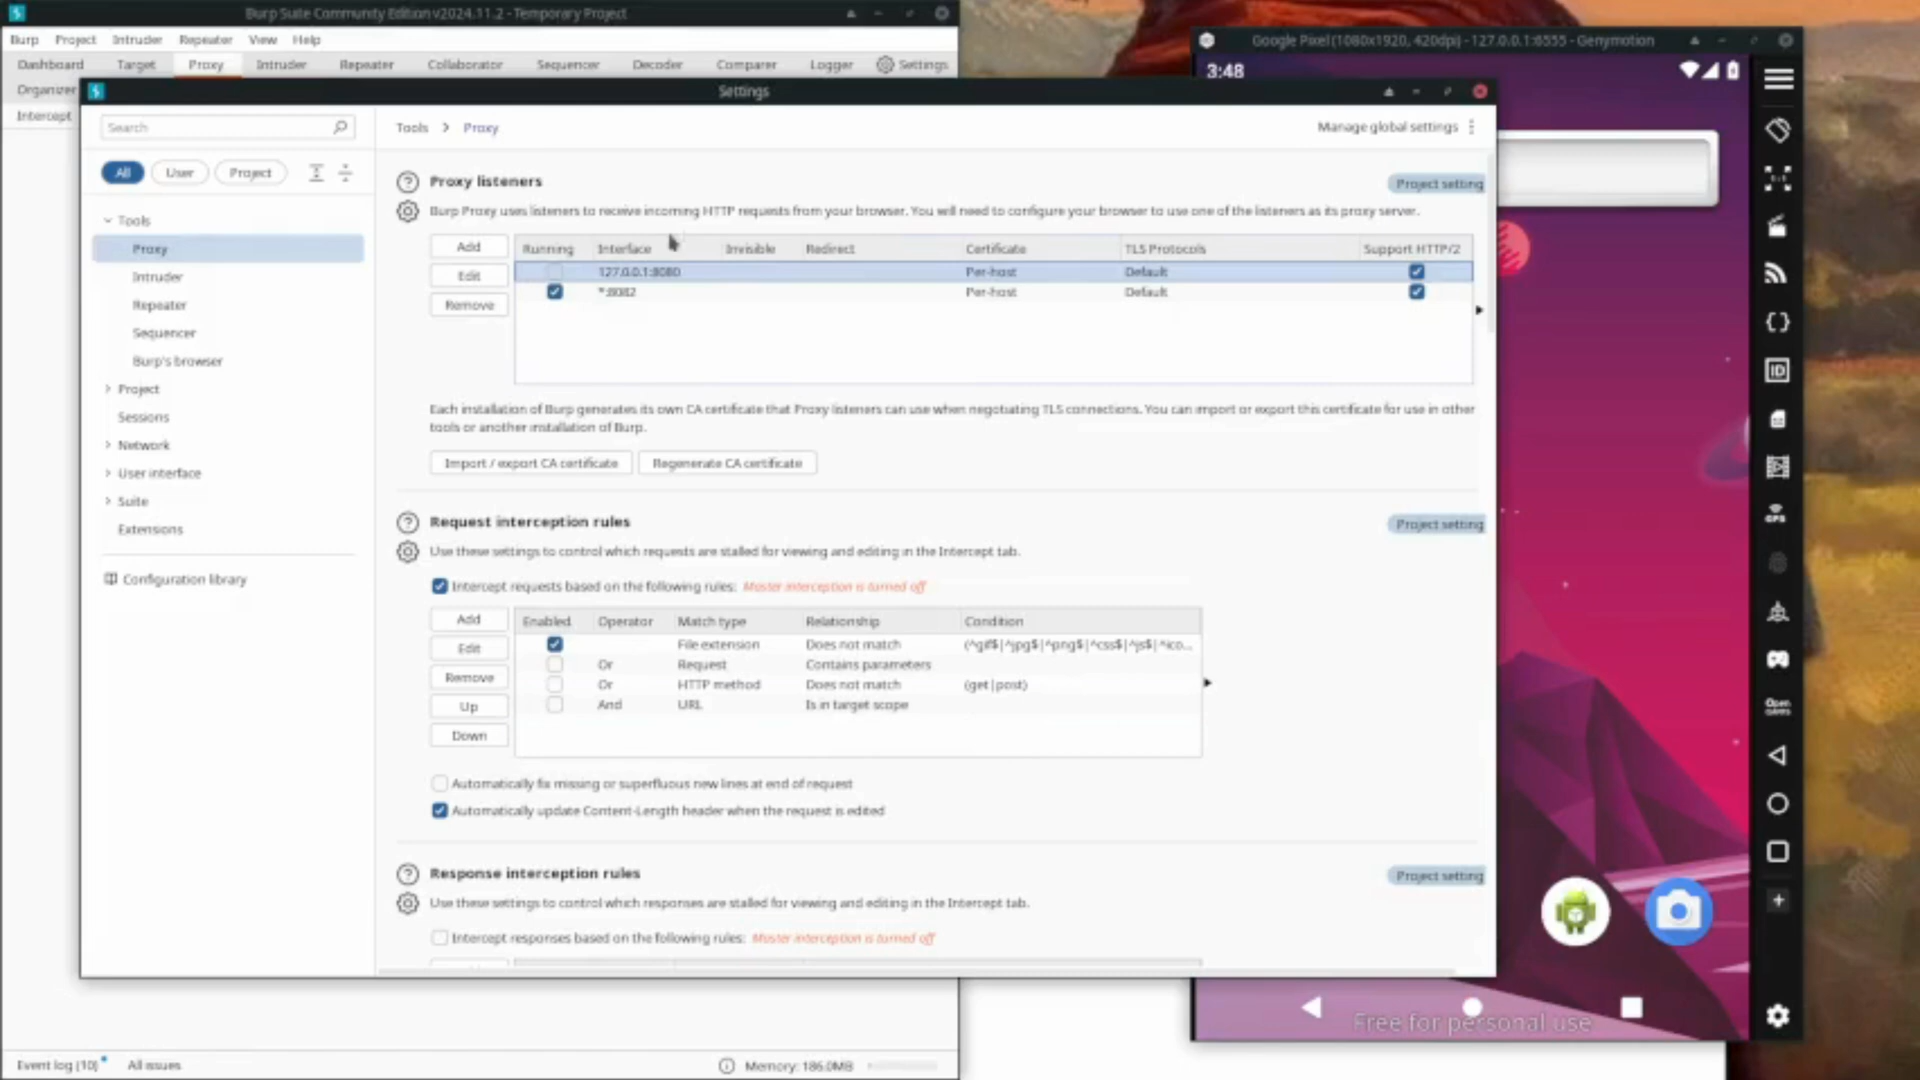 Burp Suite Community Edition v2024.11.2 - Temporary Project
Burp Project Intruder Repeater View Help
Dashboard Target Proxy Intruder Repeater Collaborator Sequencer Decoder Comparer Logger Settings
Organizer
Intercept
Google Pixel (1080x1920, 420dpi) - 127.0.0.1:6555 - Genymotion
3:48
Settings
Search
Tools > Proxy
Manage global settings
All User Project
Tools
Proxy
Intruder
Repeater
Sequencer
Burp's browser
Project
Sessions
Network
User interface
Suite
Extensions
Configuration library
Proxy listeners
Project setting
Burp Proxy uses listeners to receive incoming HTTP requests from your browser. You will need to configure your browser to use one of the listeners as its proxy server.
Add
Edit
Remove
Running Interface Invisible Redirect Certificate TLS Protocols Support HTTP/2
127.0.0.1:8080 Per-host Default
*:8082 Per-host Default
Each installation of Burp generates its own CA certificate that Proxy listeners can use when negotiating TLS connections. You can import or export this certificate for use in other
tools or another installation of Burp.
Import / export CA certificate Regenerate CA certificate
Request interception rules
Project setting
Use these settings to control which requests are stalled for viewing and editing in the Intercept tab.
Intercept requests based on the following rules: Master interception is turned off
Add
Edit
Remove
Up
Down
Enabled Operator Match type Relationship Condition
File extension Does not match (^gif$|^jpg$|^png$|^css$|^js$|^ico...
Or Request Contains parameters
Or HTTP method Does not match (get|post)
And URL Is in target scope
Automatically fix missing or superfluous new lines at end of request
Automatically update Content-Length header when the request is edited
Response interception rules
Project setting
Use these settings to control which responses are stalled for viewing and editing in the Intercept tab.
Intercept responses based on the following rules: Master interception is turned off
ID
GPS
Open
GAPPS
Free for personal use
Event log (10) All issues
Memory: 186.0MB